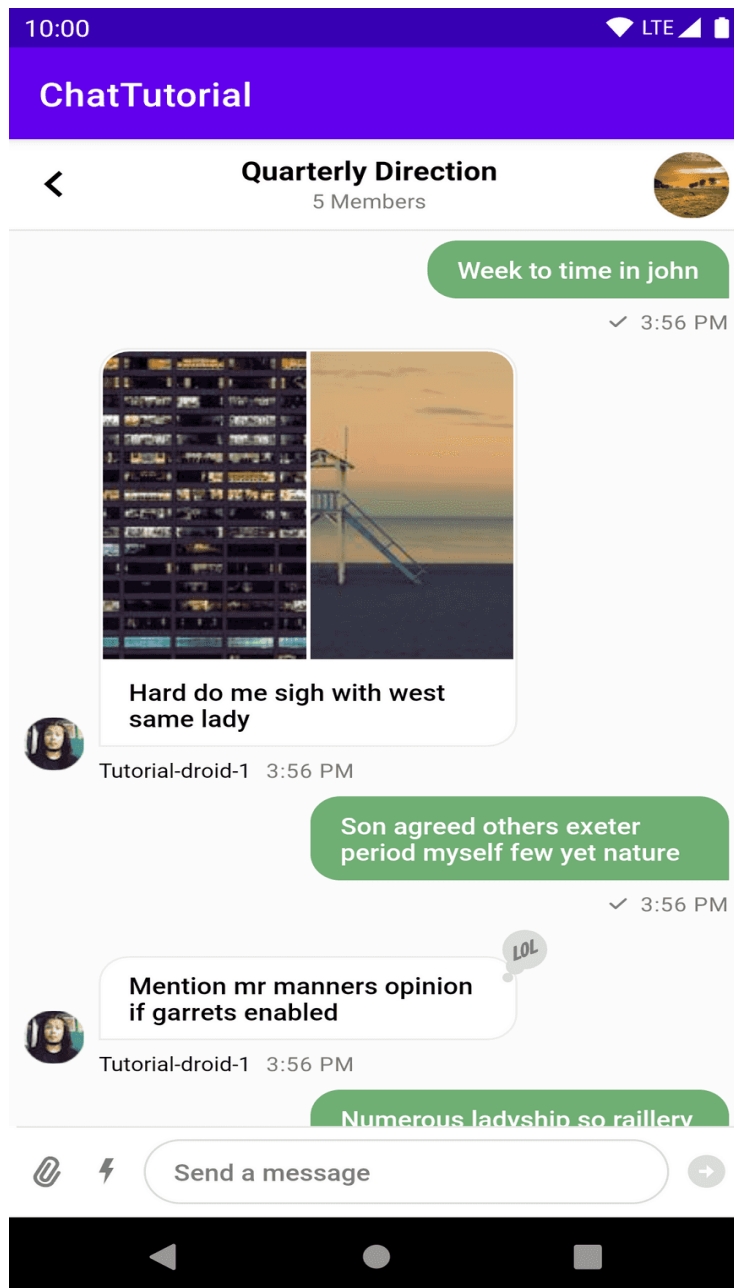 10:00 LTE
ChatTutorial
Quarterly Direction
5 Members
Week to time in john
3:56 PM
Hard do me sigh with west
same lady
Tutorial-droid-1 3:56 PM
Son agreed others exeter
period myself few yet nature
3:56 PM
LOL
Mention mr manners opinion
if garrets enabled
Tutorial-droid-1 3:56 PM
Numerous ladyship so raillery
Send a message